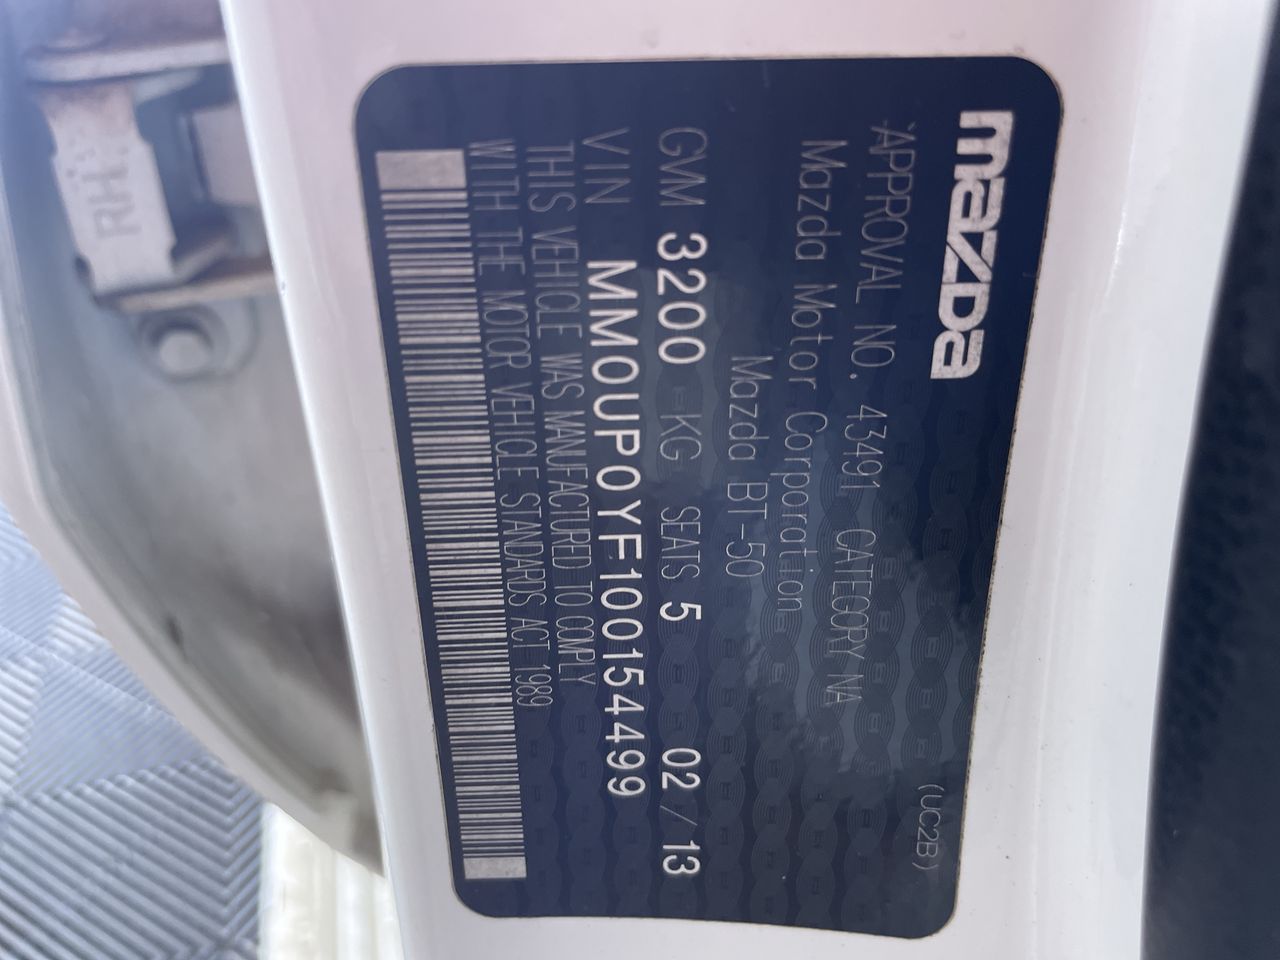 mazda
(UC2B)
APPROVAL NO. 43491 CATEGORY NA
Mazda Motor Corporation
Mazda BT-50
GVM 3200 KG SEATS 5 02/13
VIN MM0UP0YF100154499
THIS VEHICLE WAS MANUFACTURED TO COMPLY
WITH THE MOTOR VEHICLE STANDARDS ACT 1989
RH